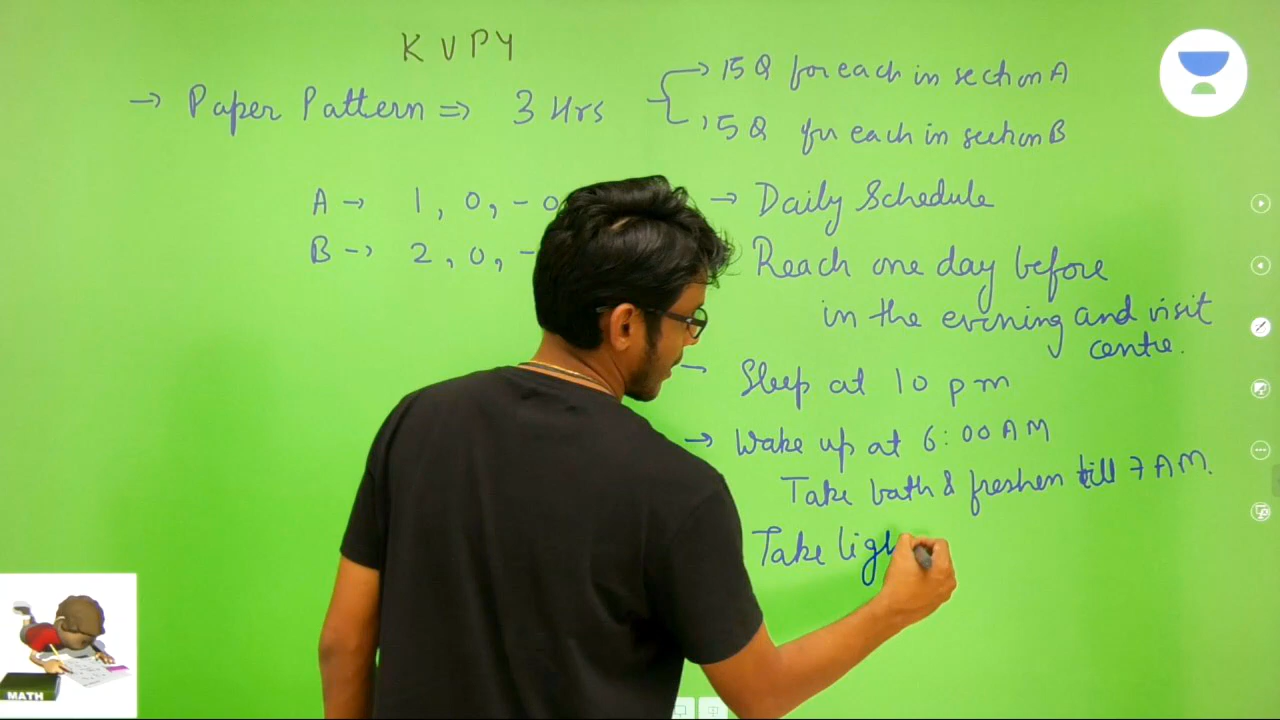 KVPY
→ Paper Pattern ⇒ 3 Hrs
→ 15 Q for each in section A
→ 5 Q for each in section B
A → 1, 0, -0
B → 2, 0, -
→ Daily Schedule
Reach one day before
in the evening and visit
centre.
Sleep at 10 pm
→ Wake up at 6:00 AM
Take bath & freshen till 7 AM.
Take ligh
MATH